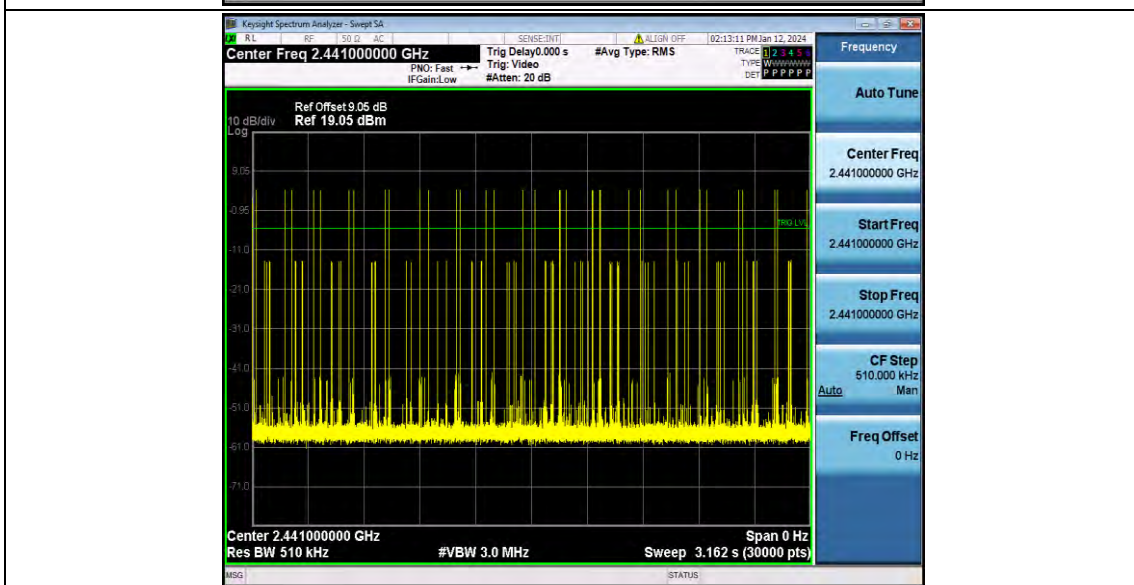 Keysight Spectrum Analyzer - Swept SA
RL RF 50 Ω AC SENSE:INT ALIGN OFF 02:13:11 PM Jan 12, 2024
Center Freq 2.441000000 GHz
Trig Delay0.000 s #Avg Type: RMS TRACE 1 2 3 4 5 6
PNO: Fast Trig: Video TYPE WWWWWW
IFGain:Low #Atten: 20 dB DET P P P P P P
Ref Offset 9.05 dB
10 dB/div Ref 19.05 dBm
Log
9.05
-0.95
TRIG LVL
-11.0
-21.0
-31.0
-41.0
-51.0
-61.0
-71.0
Center 2.441000000 GHz Span 0 Hz
Res BW 510 kHz #VBW 3.0 MHz Sweep 3.162 s (30000 pts)
MSG STATUS
Frequency
Auto Tune
Center Freq
2.441000000 GHz
Start Freq
2.441000000 GHz
Stop Freq
2.441000000 GHz
CF Step
510.000 kHz
Auto Man
Freq Offset
0 Hz